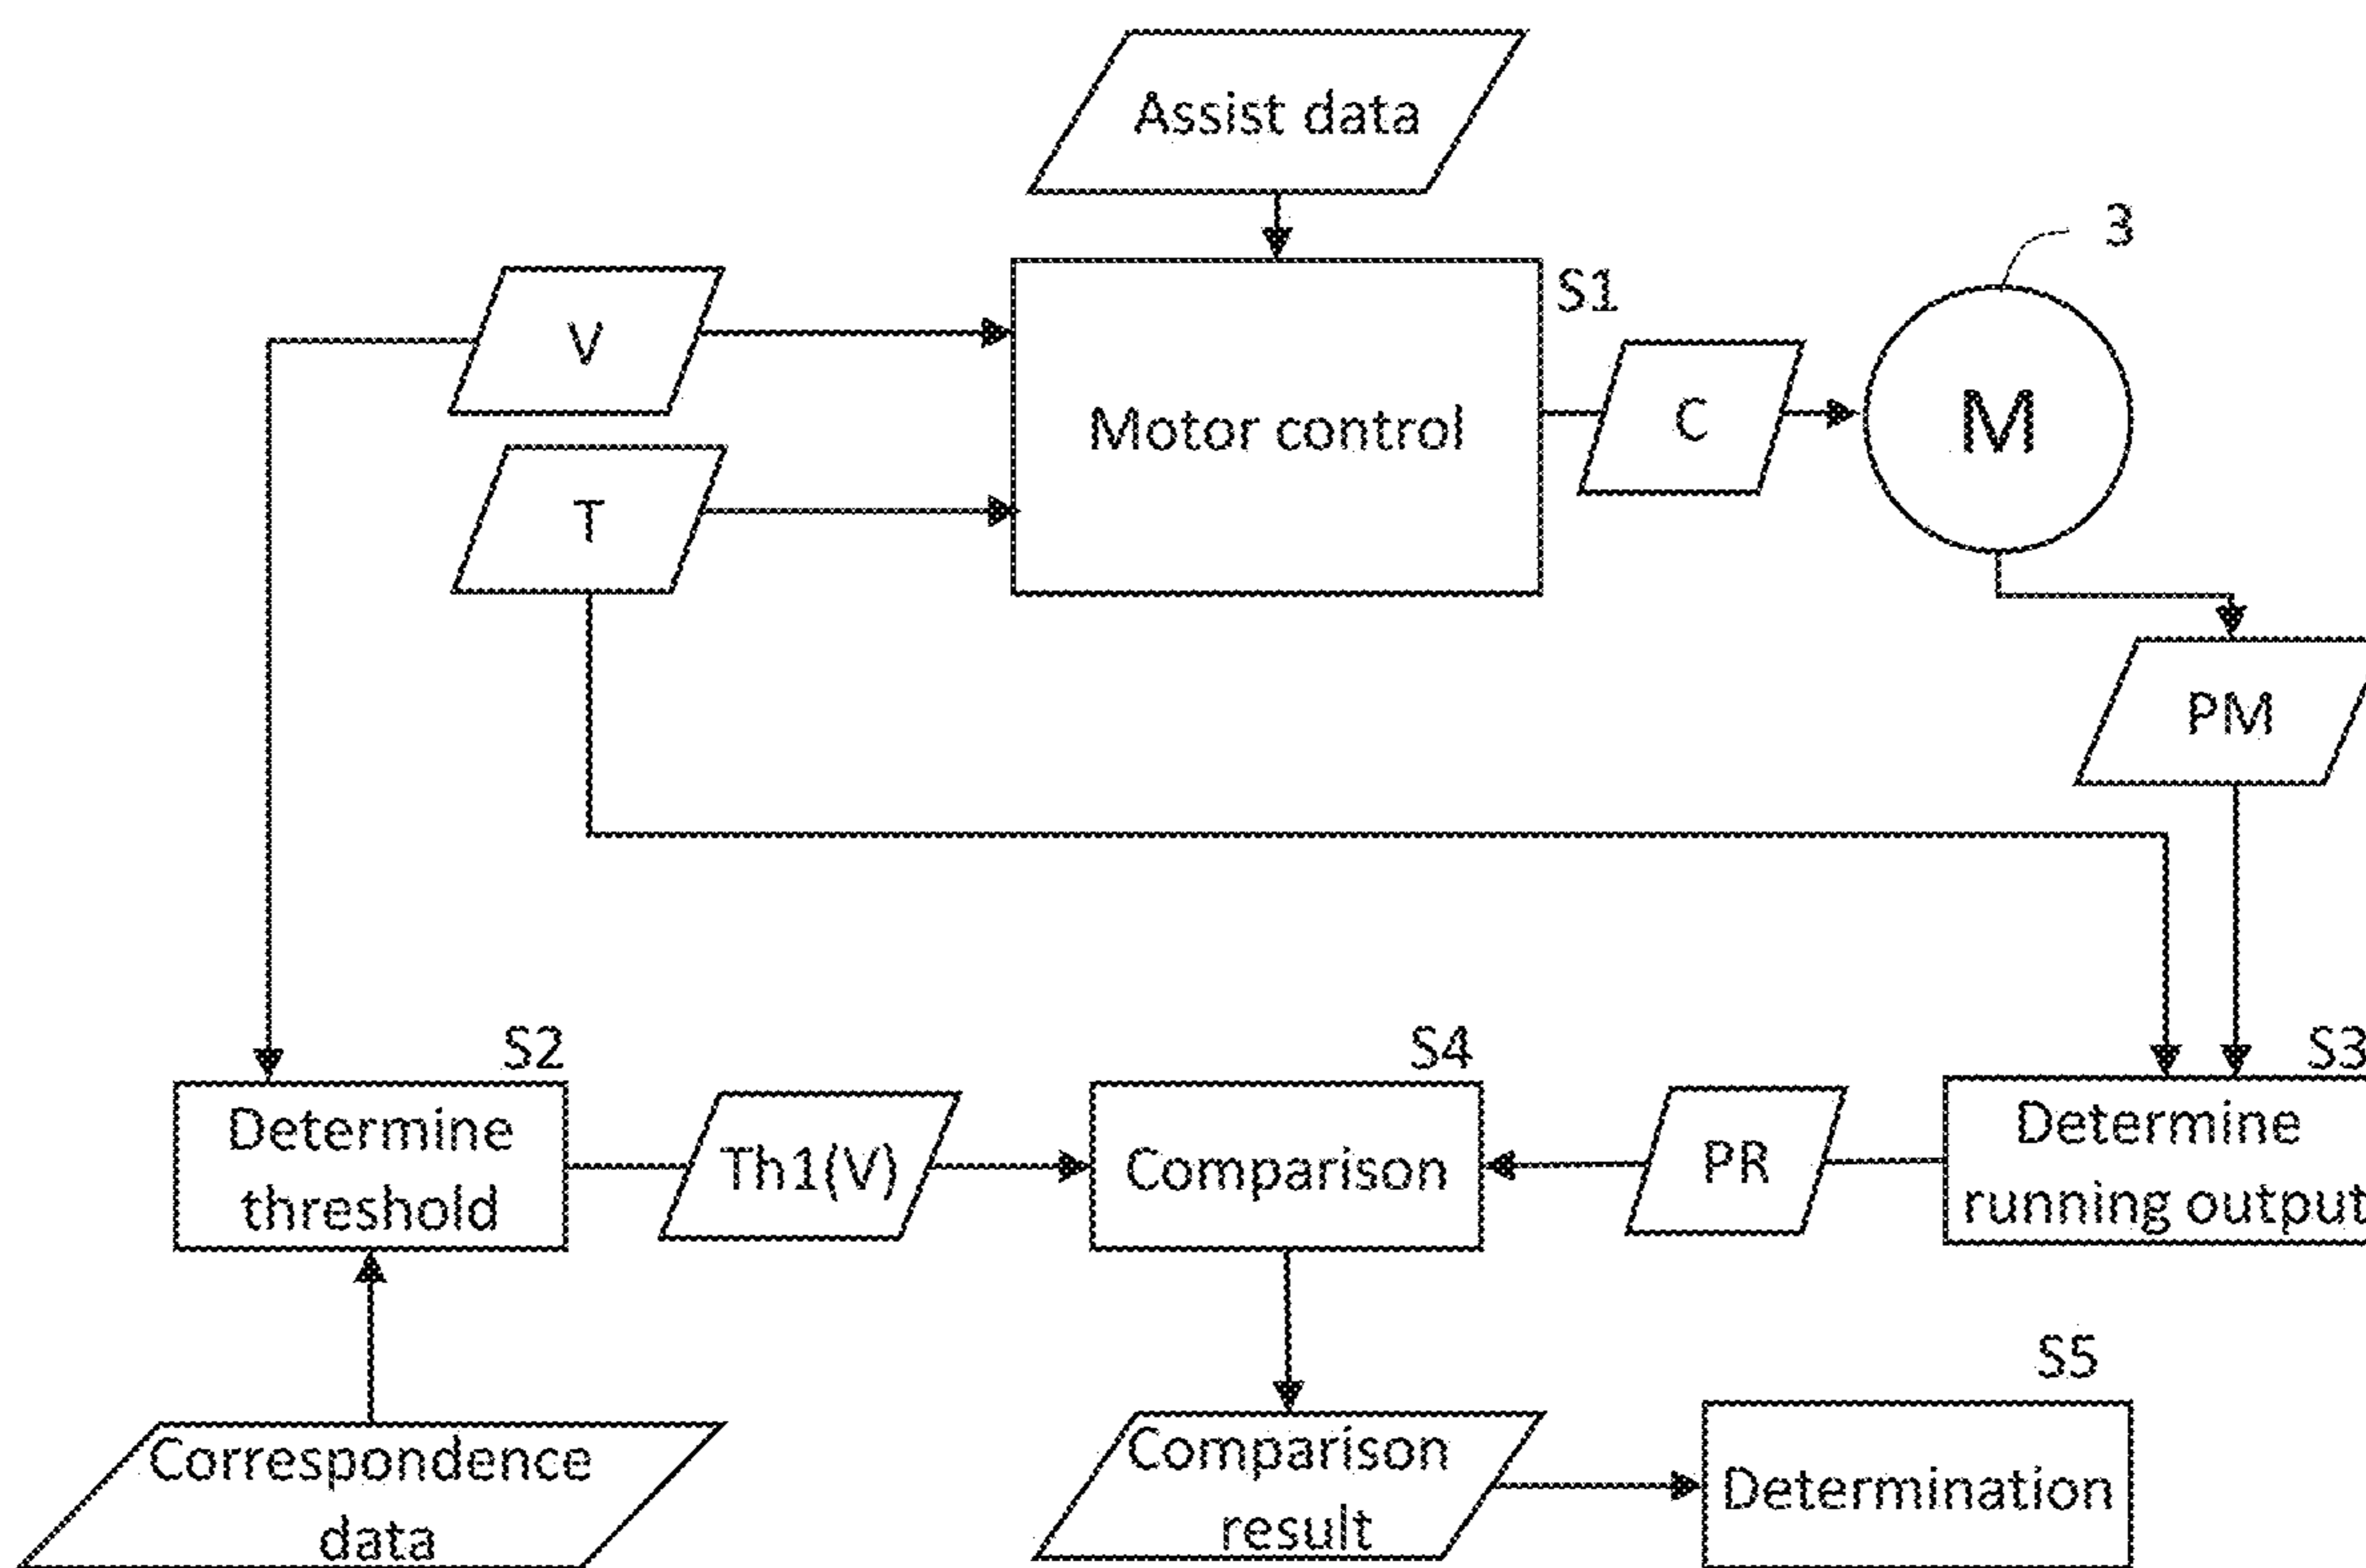 Assist data
3
V
S1
C
M
Motor control
T
PM
S2
S4
S3
Determine
threshold
Th1(V)
Comparison
PR
Determine
running output
S5
Correspondence
data
Comparison
result
Determination